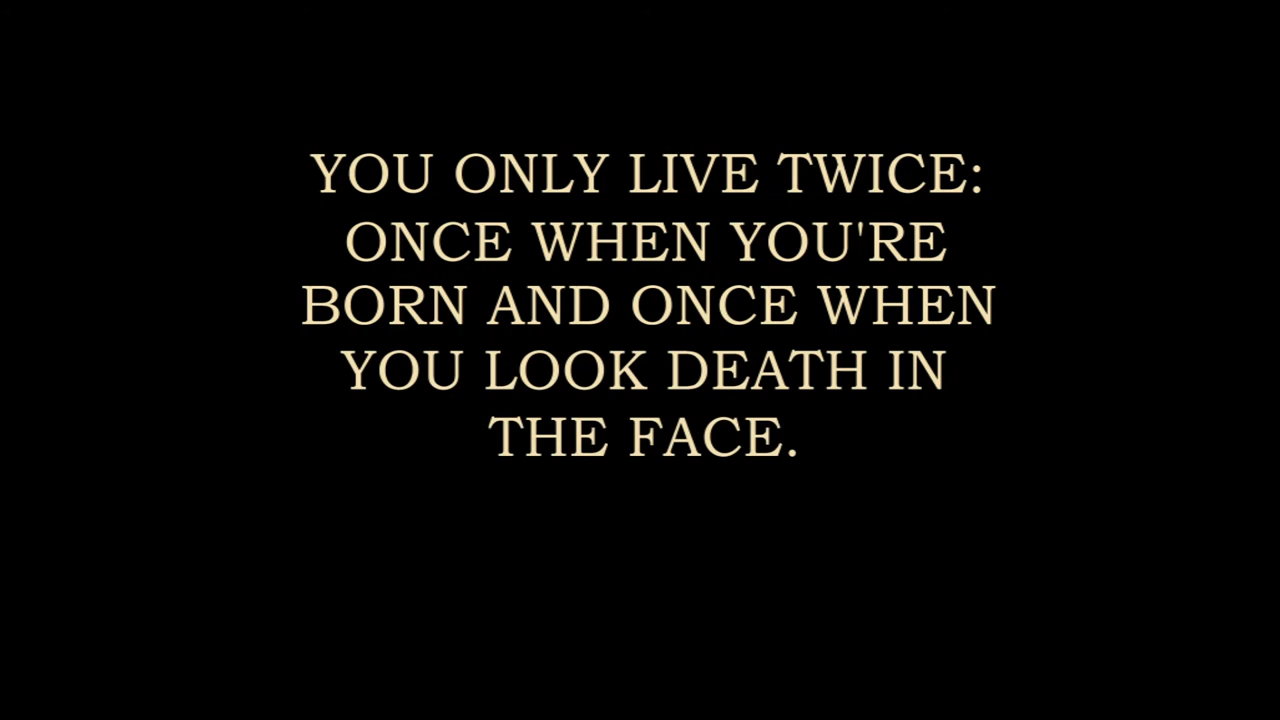 YOU ONLY LIVE TWICE:
ONCE WHEN YOU'RE
BORN AND ONCE WHEN
YOU LOOK DEATH IN
THE FACE.